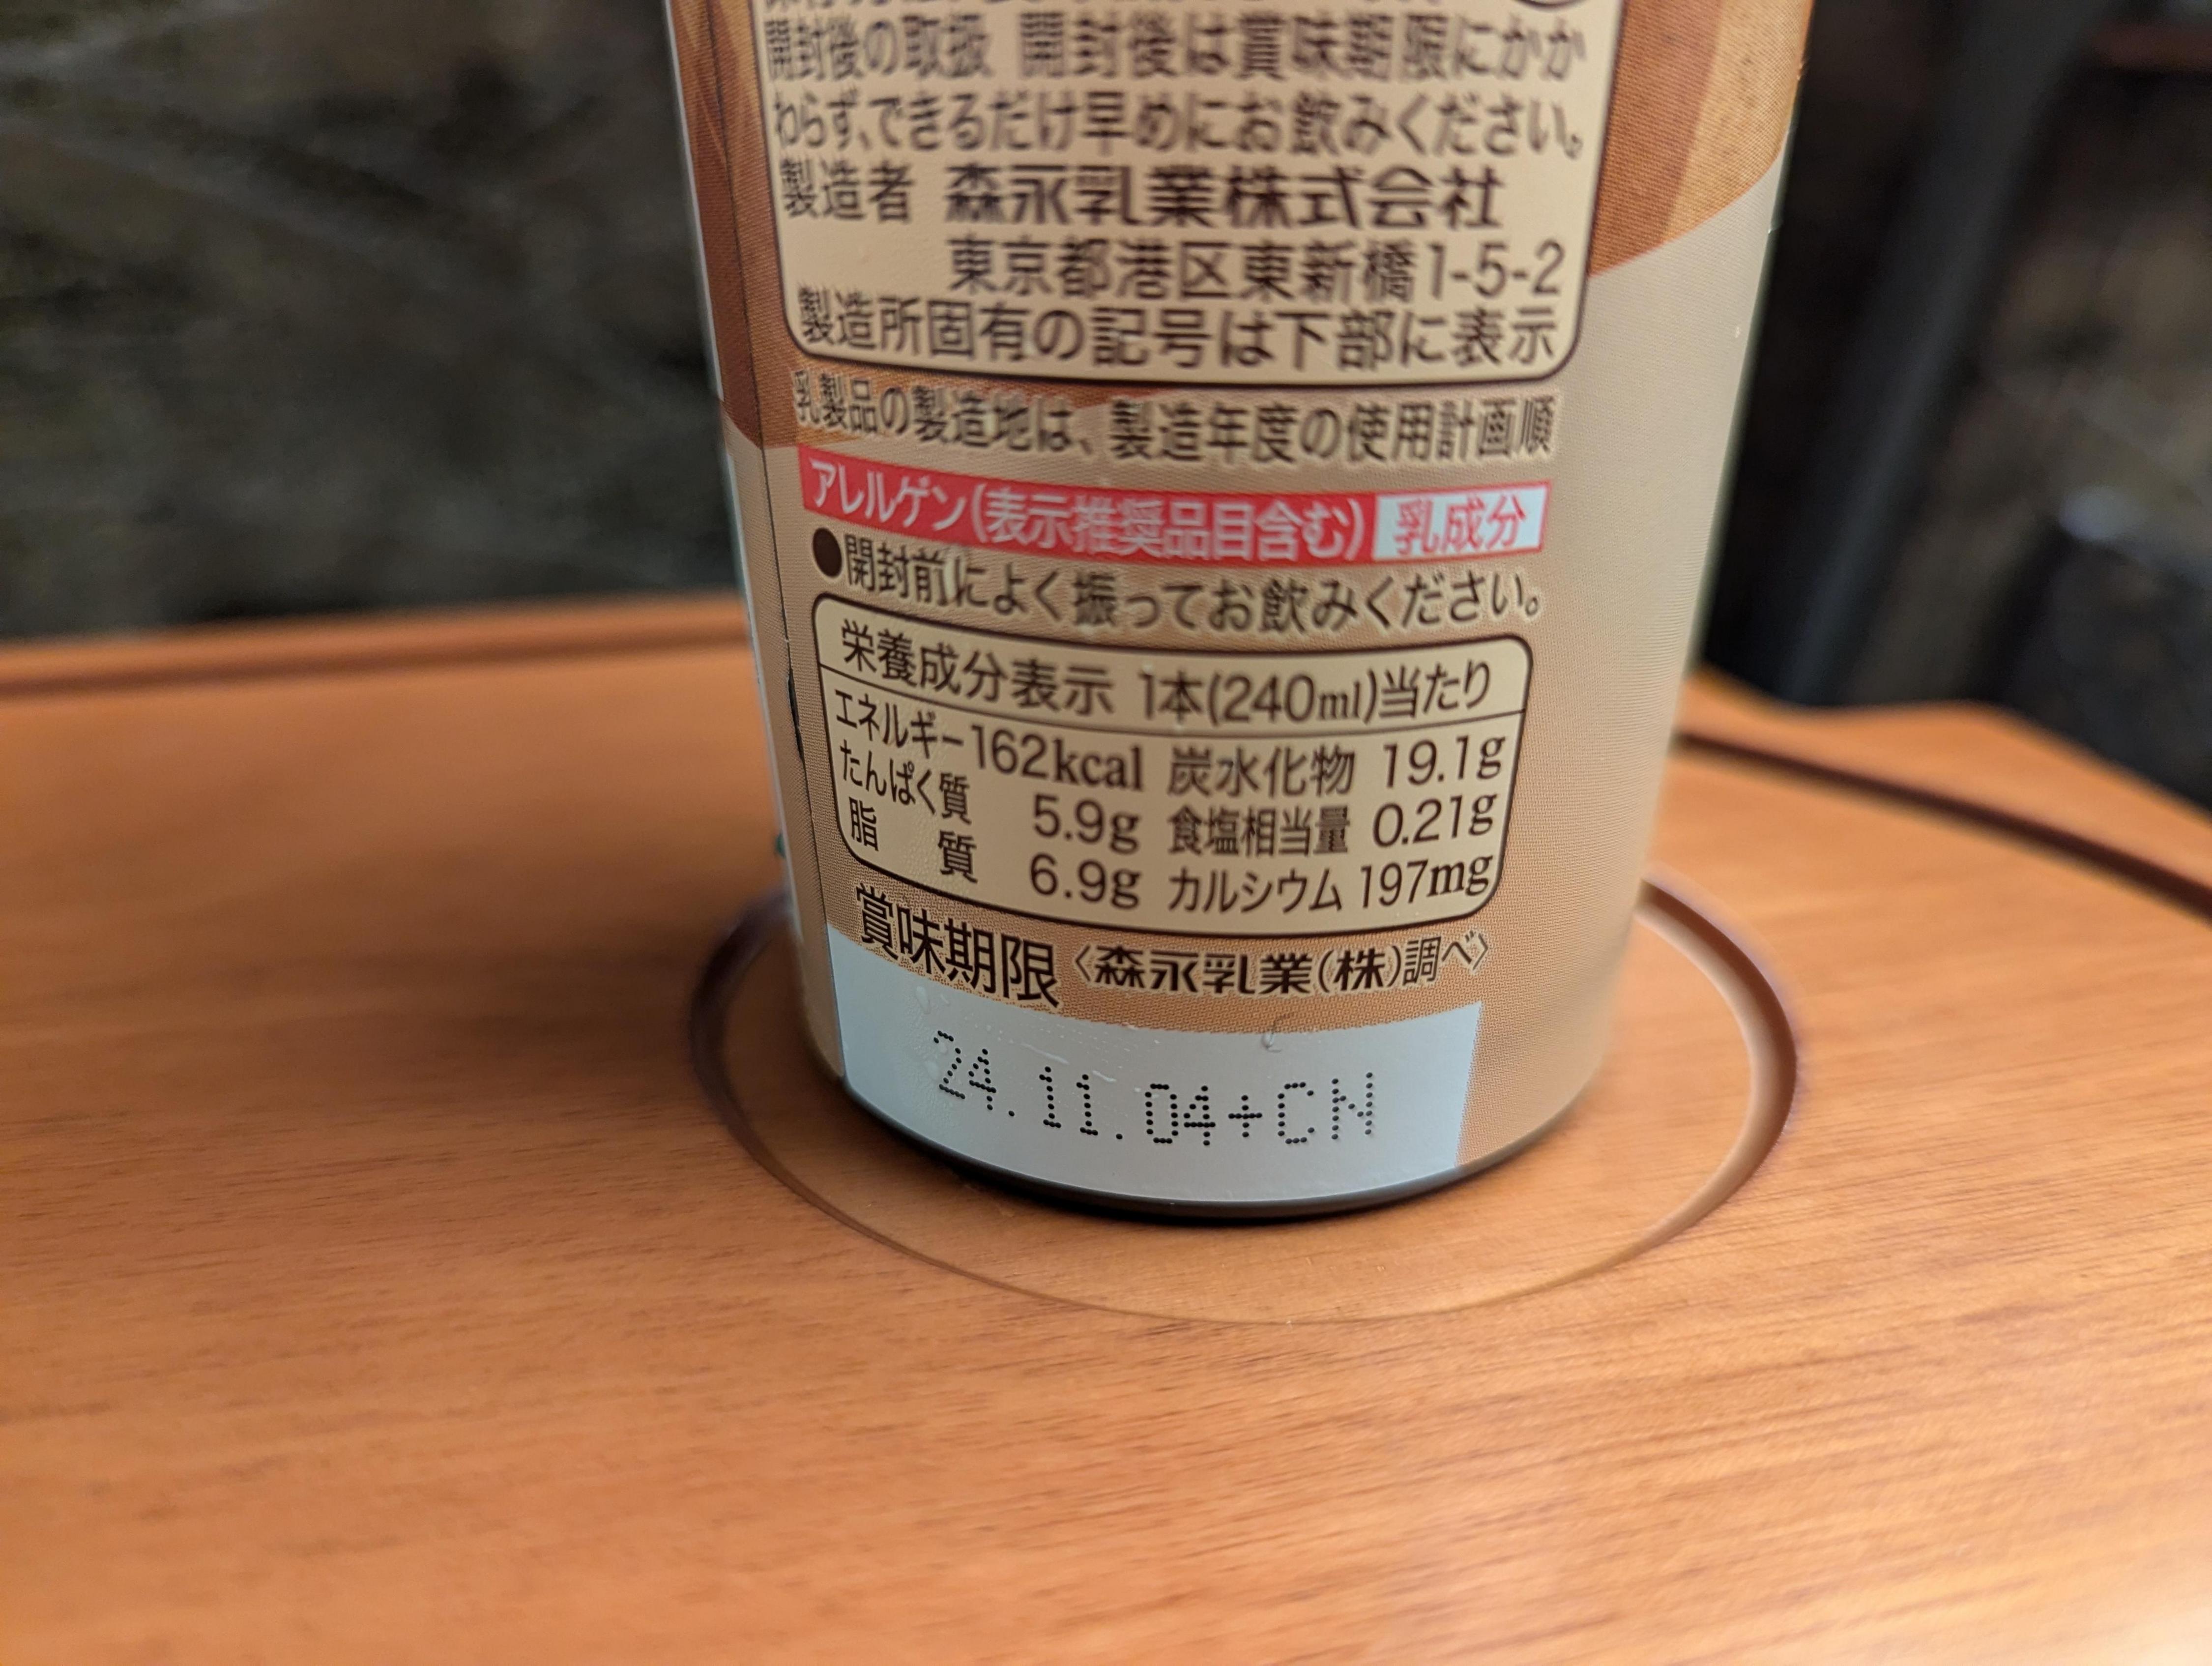 開封後の取扱 開封後は賞味期限にかか
わらず、できるだけ早めにお飲みください。
製造者 森永乳業株式会社
東京都港区東新橋1-5-2
製造所固有の記号は下部に表示
乳製品の製造地は、製造年度の使用計画順
アレルゲン(表示推奨品目含む) 乳成分
●開封前によく振ってお飲みください。
栄養成分表示 1本(240ml)当たり
エネルギー 162kcal 炭水化物 19.1g
たんぱく質 5.9g 食塩相当量 0.21g
脂質 6.9g カルシウム 197mg
賞味期限 〈森永乳業(株)調べ〉
24.11.04+CN